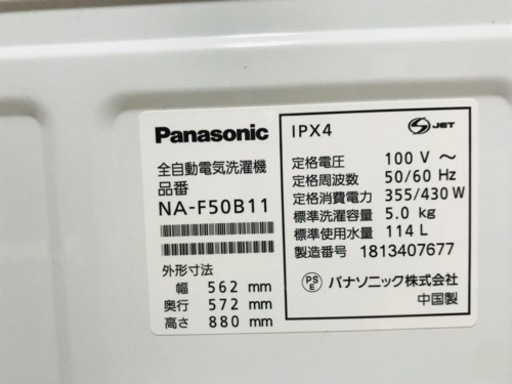 Panasonic
全自動電気洗濯機
品番
NA-F50B11
外形寸法
幅 562 mm
奥行 572 mm
高さ 880 mm
IPX4
S JET
定格電圧 100 V ~
定格周波数 50/60 Hz
定格消費電力 355/430 W
標準洗濯容量 5.0 kg
標準使用水量 114 L
製造番号 1813407677
PS E パナソニック株式会社
中国製